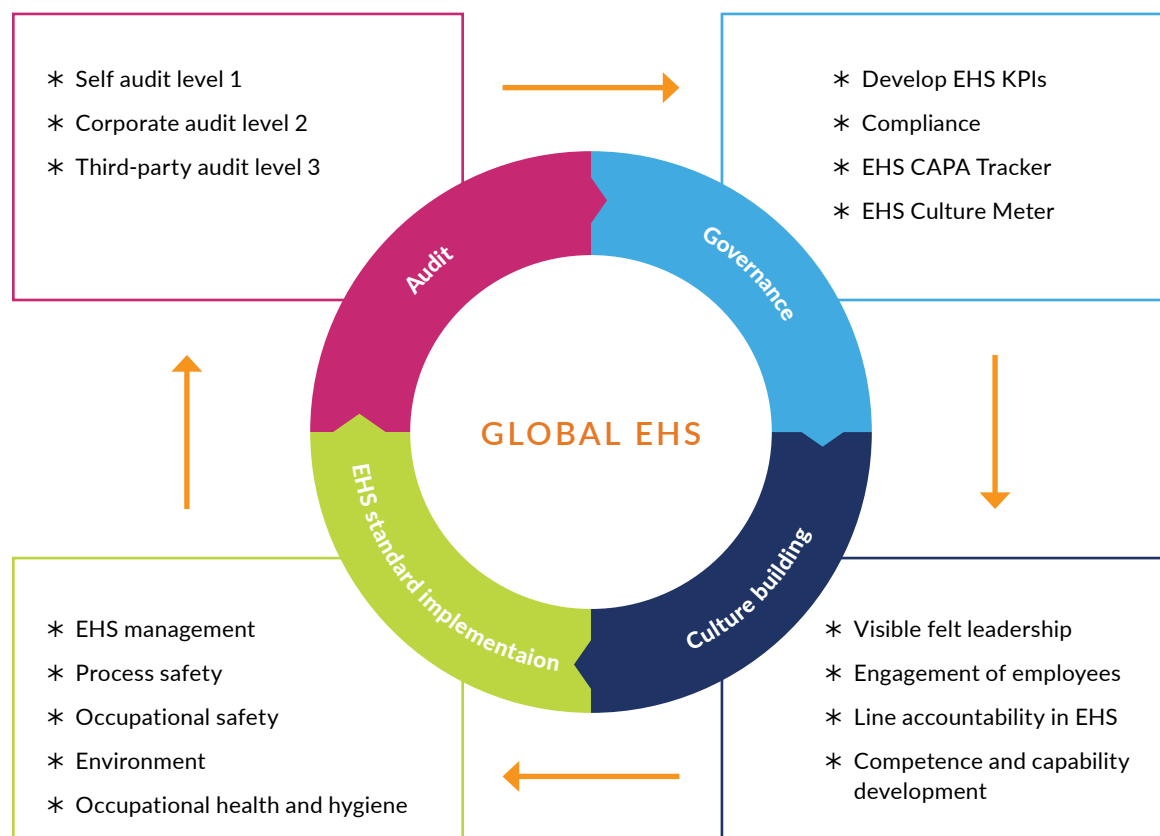 ∗ Self audit level 1
∗ Corporate audit level 2
∗ Third-party audit level 3
∗ Develop EHS KPIs
∗ Compliance
∗ EHS CAPA Tracker
∗ EHS Culture Meter
Audit
Governance
GLOBAL EHS
EHS standard implementaion
Culture building
∗ EHS management
∗ Process safety
∗ Occupational safety
∗ Environment
∗ Occupational health and hygiene
∗ Visible felt leadership
∗ Engagement of employees
∗ Line accountability in EHS
∗ Competence and capability
development